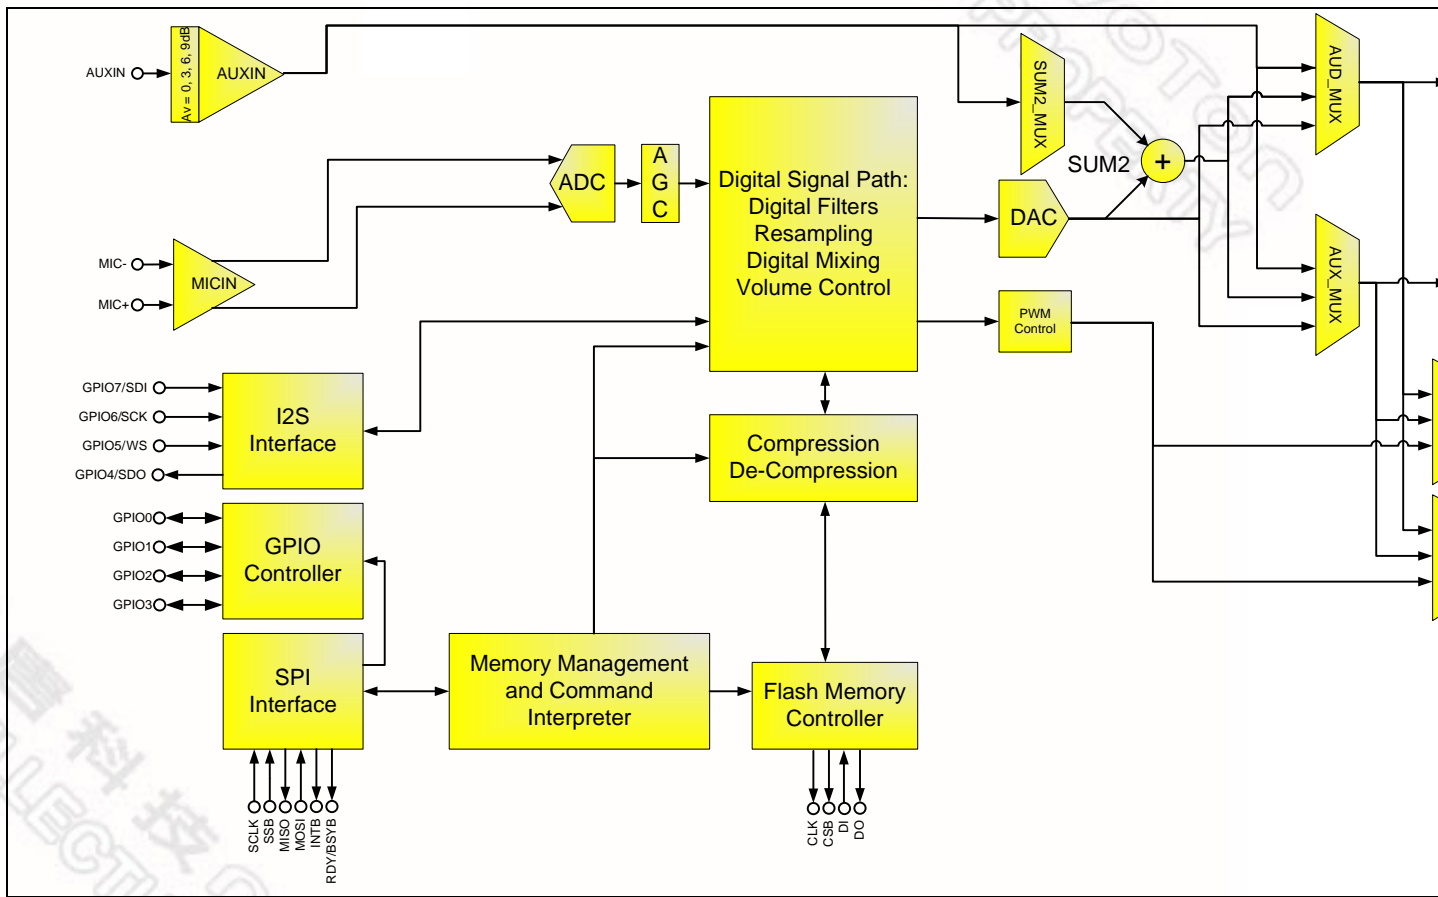 AUXIN
Av = 0, 3, 6, 9dB
AUXIN
SUM2_MUX
AUD_MUX
SUM2
+
MIC-
MIC+
MICIN
ADC
A
G
C
Digital Signal Path:
Digital Filters
Resampling
Digital Mixing
Volume Control
DAC
AUX_MUX
PWM
Control
GPIO7/SDI
GPIO6/SCK
GPIO5/WS
GPIO4/SDO
I2S
Interface
Compression
De-Compression
GPIO0
GPIO1
GPIO2
GPIO3
GPIO
Controller
SPI
Interface
Memory Management
and Command
Interpreter
Flash Memory
Controller
SCLK
SSB
MISO
MOSI
INTB
RDY/BSYB
CLK
CSB
DI
DO
PROPERTY
科技